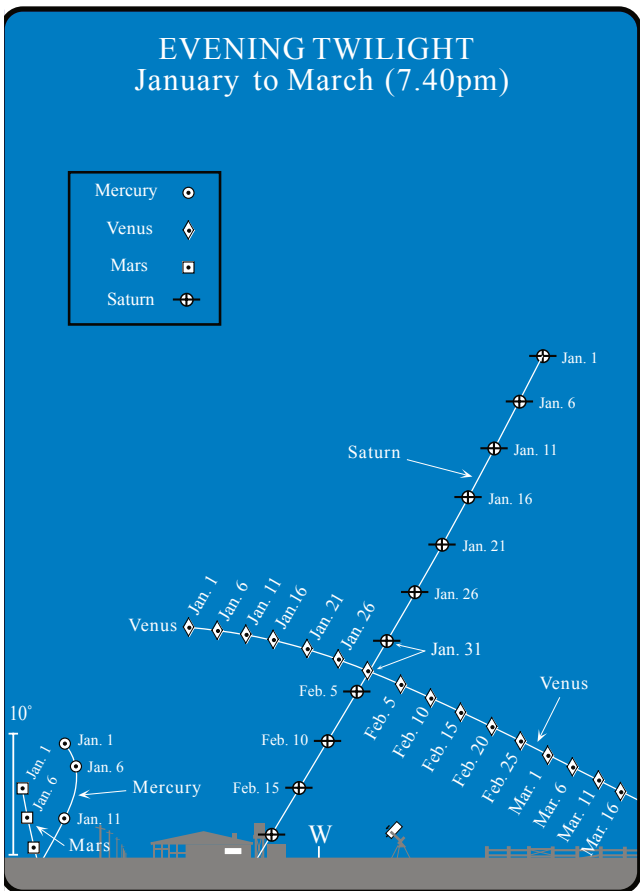 EVENING TWILIGHT
January to March (7.40pm)
Mercury
Venus
Mars
Saturn
Jan. 1
Jan. 6
Jan. 11
Saturn
Jan. 16
Jan. 21
Jan. 26
Jan. 31
Venus
Jan. 1
Jan. 6
Jan. 11
Jan.16
Jan. 21
Jan. 26
Feb. 5
Feb. 10
Feb. 15
Venus
Feb. 5
Feb. 10
Feb. 15
Feb. 20
Feb. 25
Mar. 1
Mar. 6
Mar. 11
Mar. 16
10°
Jan. 1
Jan. 6
Mercury
Jan. 11
Jan. 1
Jan. 6
Mars
W